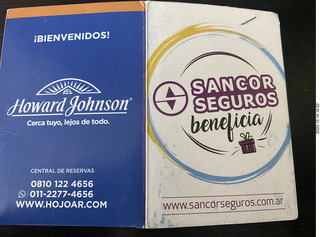 ¡BIENVENIDOS!
Howard Johnson
Cerca tuyo, lejos de todo.
CENTRAL DE RESERVAS
0810 122 4656
011-2277-4656
WWW.HOJOAR.COM
SANCOR
SEGUROS
beneficia
www.sancorseguros.com.ar